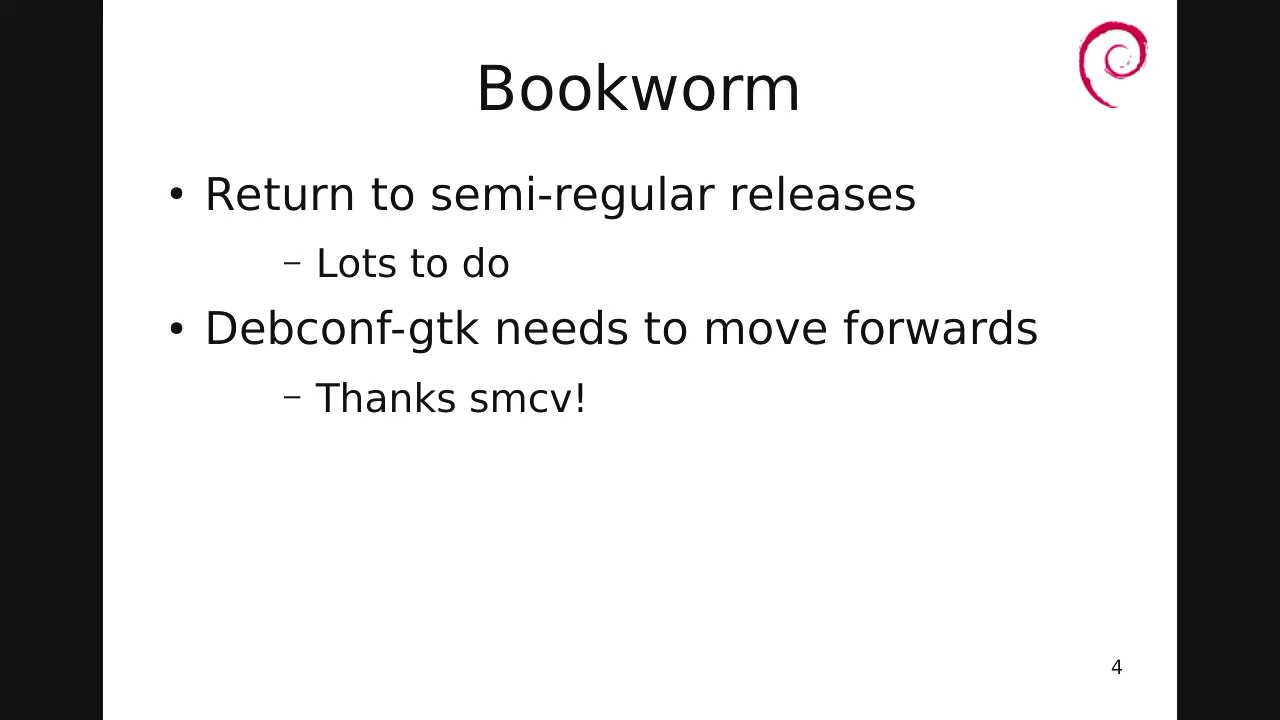 Bookworm
• Return to semi-regular releases
– Lots to do
• Debconf-gtk needs to move forwards
– Thanks smcv!
4